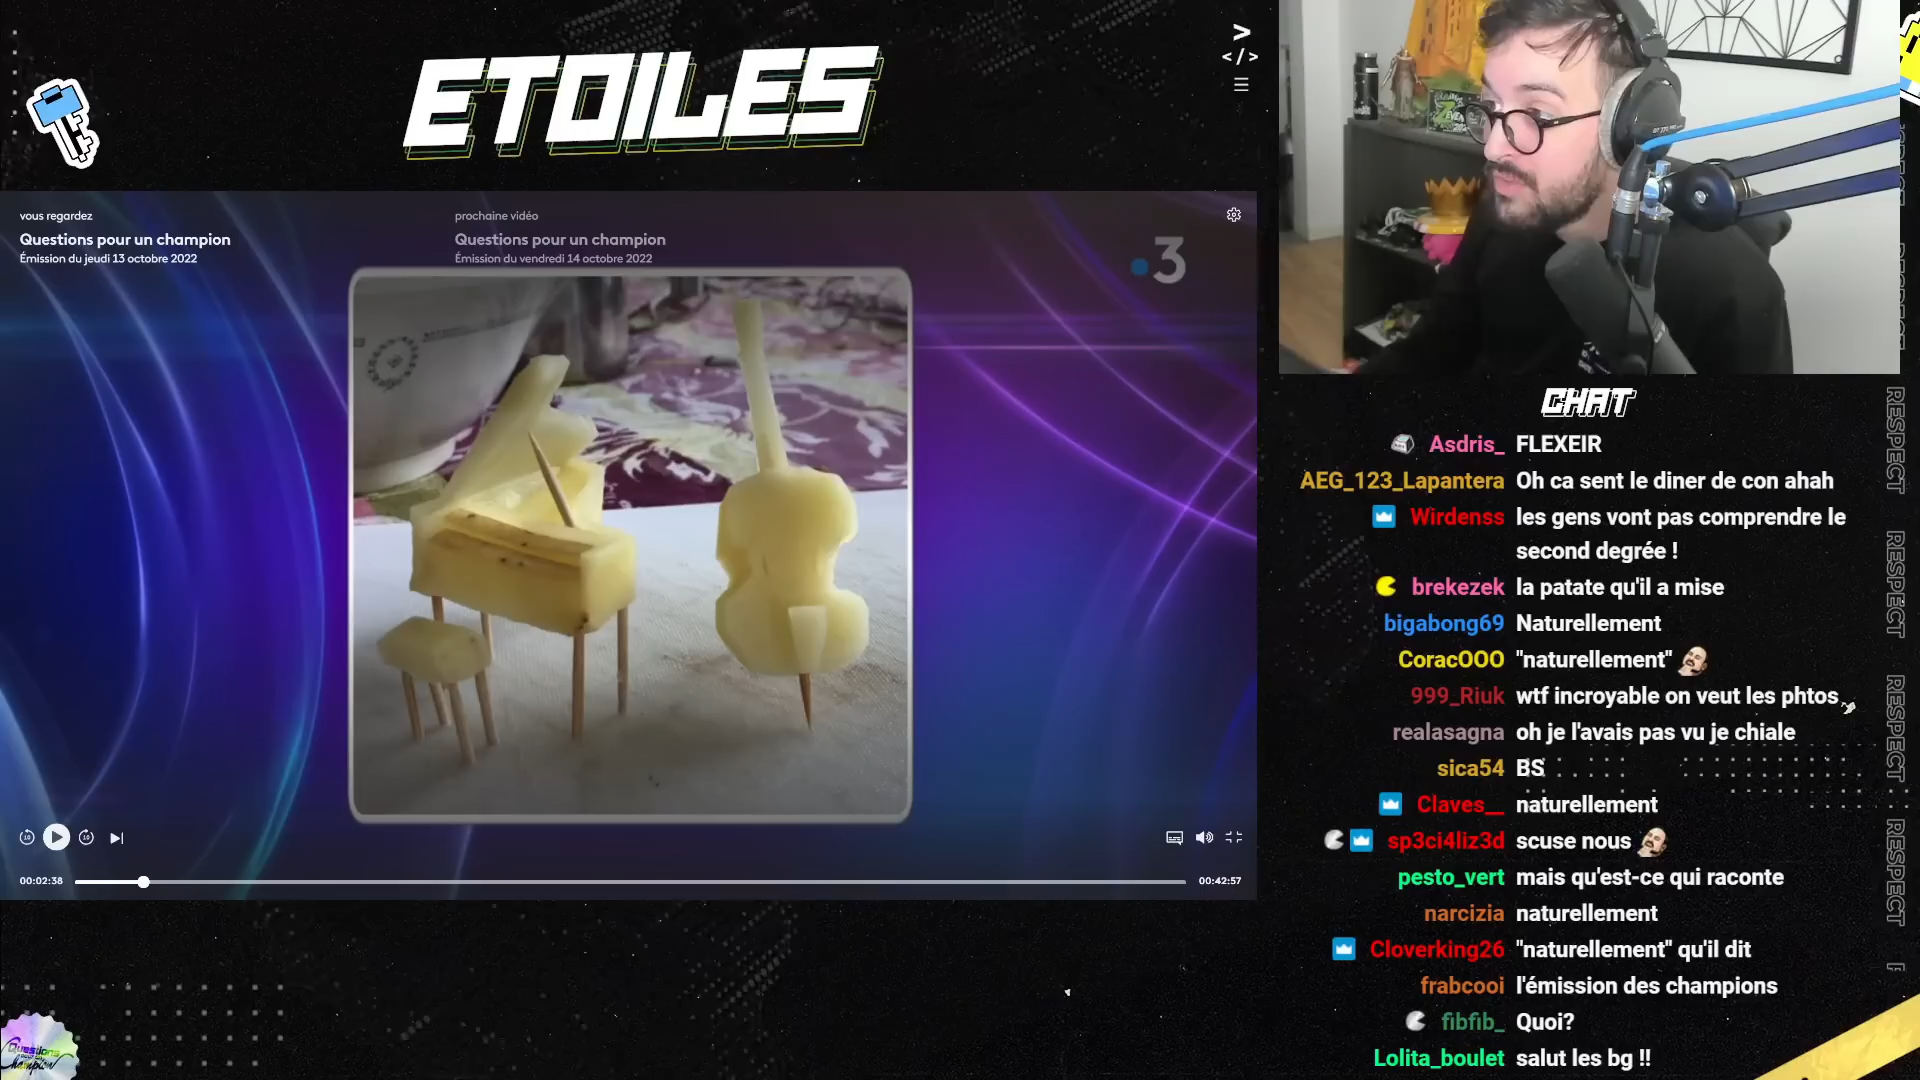 ETOILES
>
</>
vous regardez
Questions pour un champion
Émission du jeudi 13 octobre 2022
prochaine vidéo
Questions pour un champion
Émission du vendredi 14 octobre 2022
3
10
10
00:02:38
00:42:57
Questions
Champion
CHAT
Asdris_ FLEXEIR
AEG_123_Lapantera Oh ca sent le diner de con ahah
Wirdenss les gens vont pas comprendre le
second degrée !
brekezek la patate qu'il a mise
bigabong69 Naturellement
CoracOOO "naturellement"
999_Riuk wtf incroyable on veut les phtos
realasagna oh je l'avais pas vu je chiale
sica54 BS
Claves__ naturellement
sp3ci4liz3d scuse nous
pesto_vert mais qu'est-ce qui raconte
narcizia naturellement
Cloverking26 "naturellement" qu'il dit
frabcooi l'émission des champions
fibfib_ Quoi?
Lolita_boulet salut les bg !!
RESPECT
RESPECT
RESPECT
RESPECT